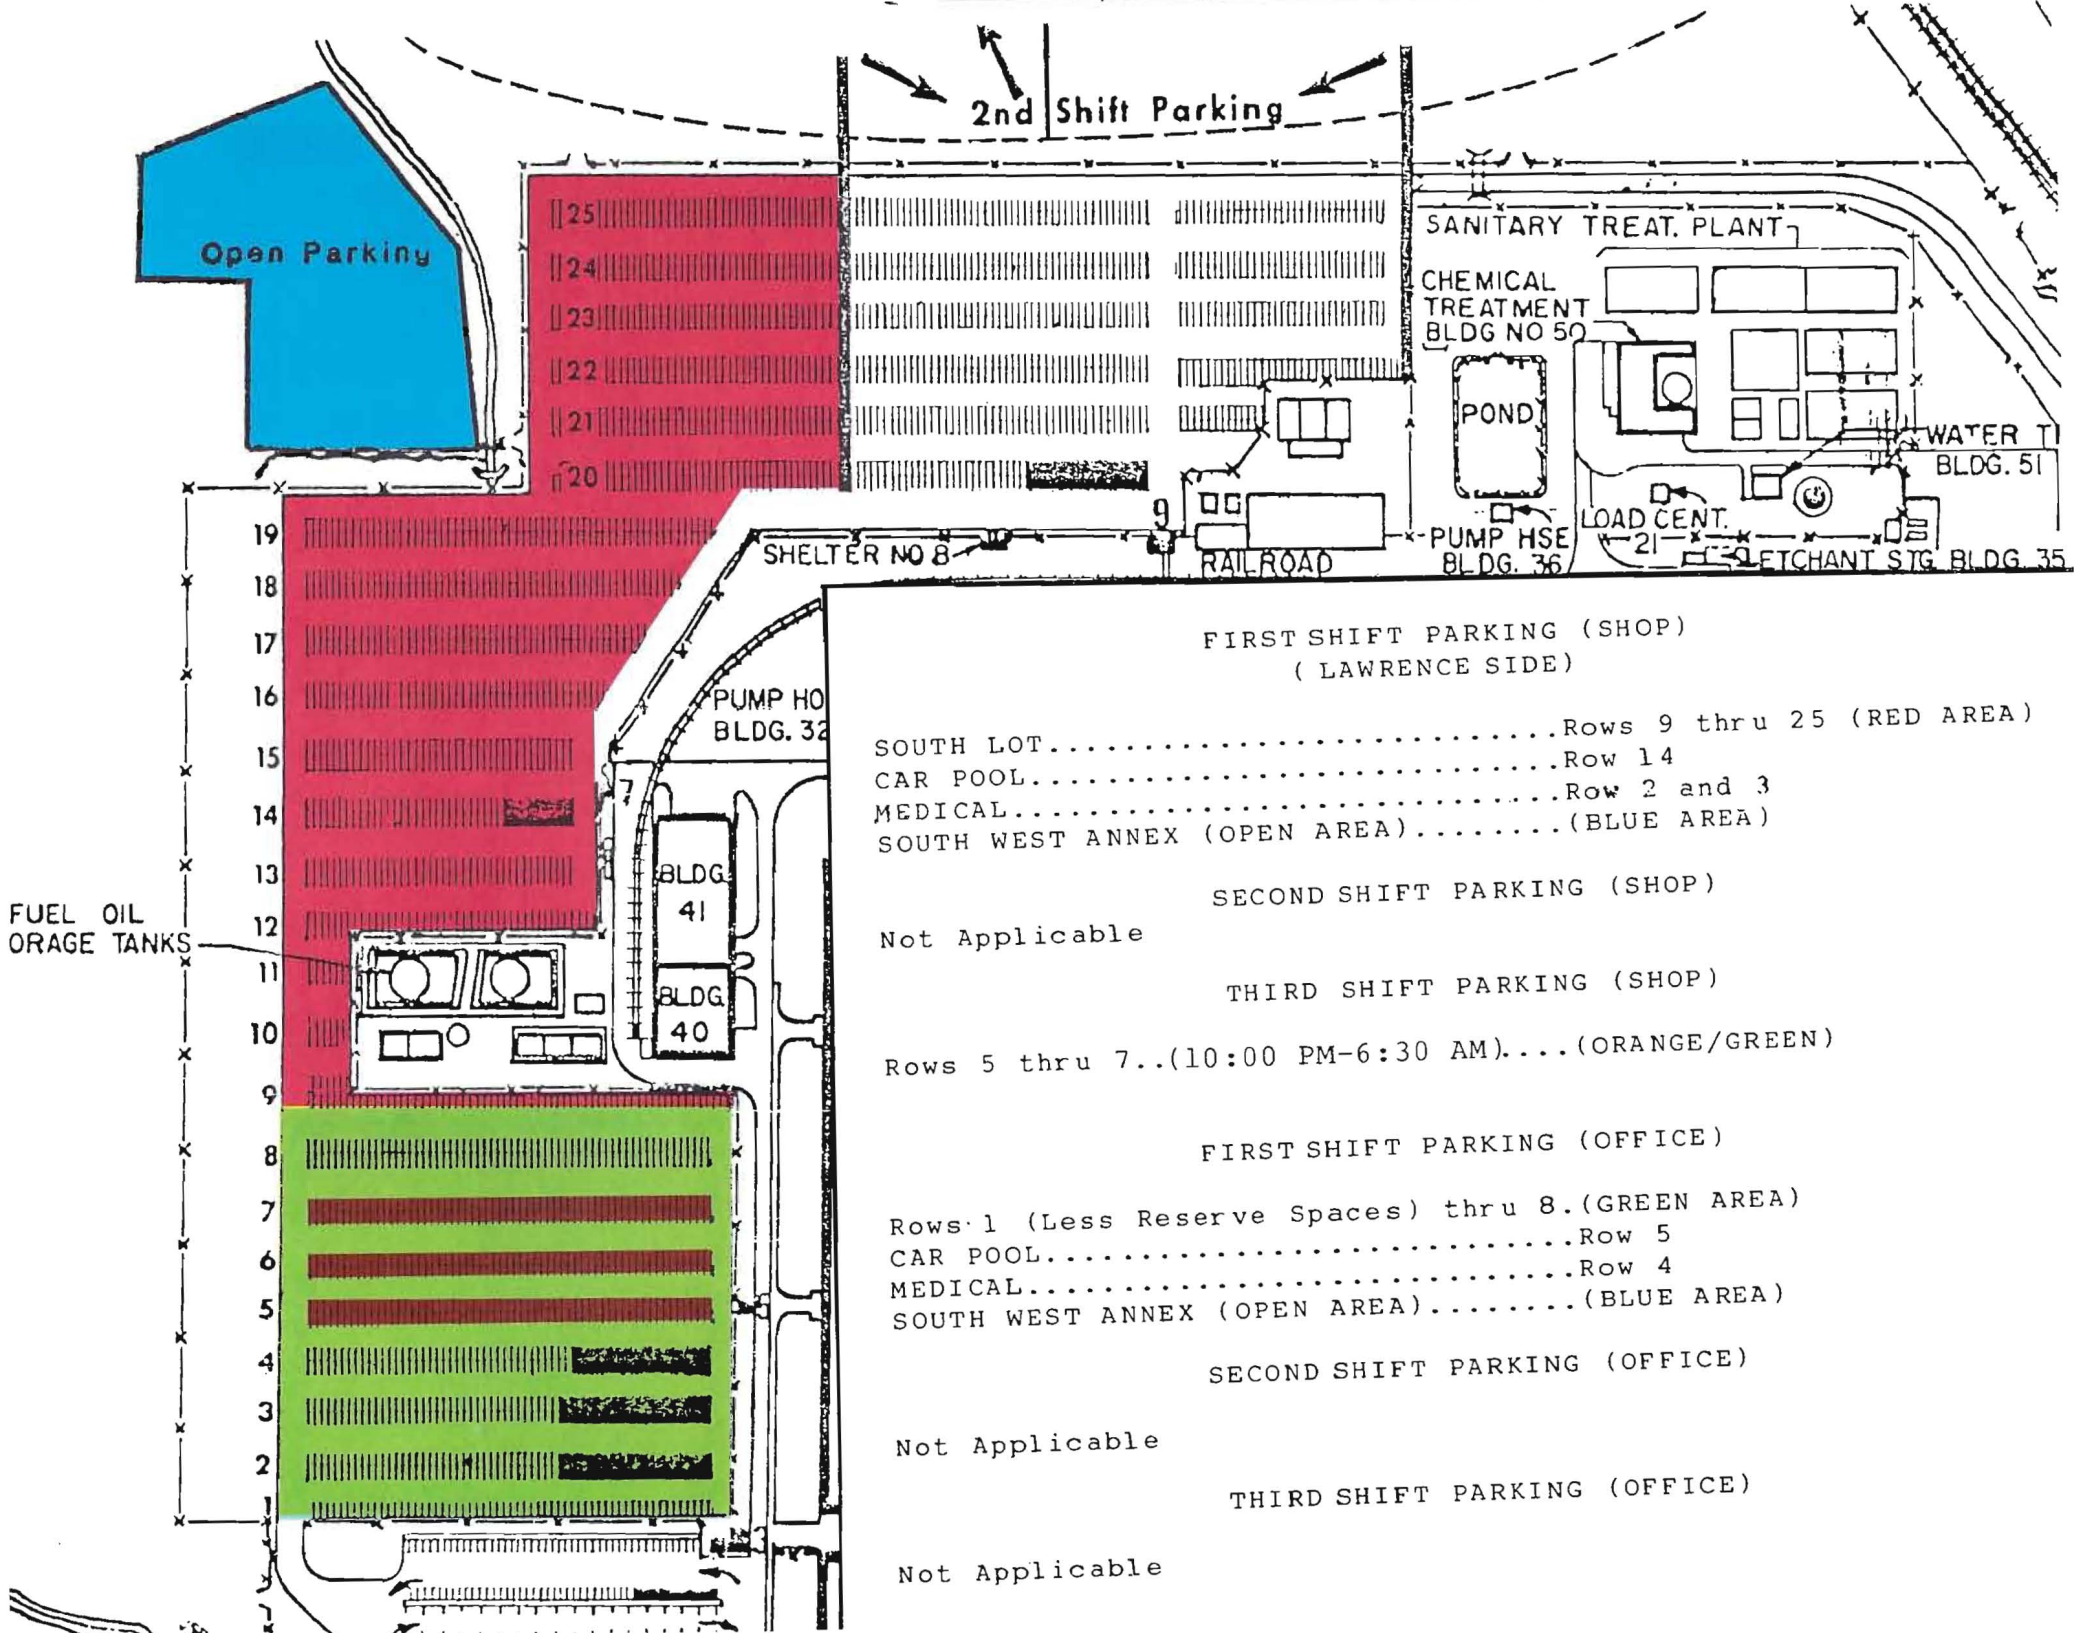 2nd Shift Parking
Open Parking
25
24
23
22
21
20
19
18
17
16
15
14
13
12
11
10
9
8
7
6
5
4
3
2
1
SANITARY TREAT. PLANT
CHEMICAL
TREATMENT
BLDG NO 50
POND
WATER T
BLDG. 51
LOAD CENT.
21
PUMP HSE
BLDG. 36
ETCHANT STG. BLDG. 35
9
SHELTER NO 8
RAILROAD
PUMP HO
BLDG. 32
7
BLDG
41
BLDG
40
FUEL OIL
ORAGE TANKS
3
FIRST SHIFT PARKING (SHOP)
( LAWRENCE SIDE)
SOUTH LOT..........................Rows 9 thru 25 (RED AREA)
CAR POOL...........................Row 14
MEDICAL............................Row 2 and 3
SOUTH WEST ANNEX (OPEN AREA)........(BLUE AREA)
SECOND SHIFT PARKING (SHOP)
Not Applicable
THIRD SHIFT PARKING (SHOP)
Rows 5 thru 7..(10:00 PM-6:30 AM)....(ORANGE/GREEN)
FIRST SHIFT PARKING (OFFICE)
Rows 1 (Less Reserve Spaces) thru 8.(GREEN AREA)
CAR POOL...........................Row 5
MEDICAL............................Row 4
SOUTH WEST ANNEX (OPEN AREA)........(BLUE AREA)
SECOND SHIFT PARKING (OFFICE)
Not Applicable
THIRD SHIFT PARKING (OFFICE)
Not Applicable